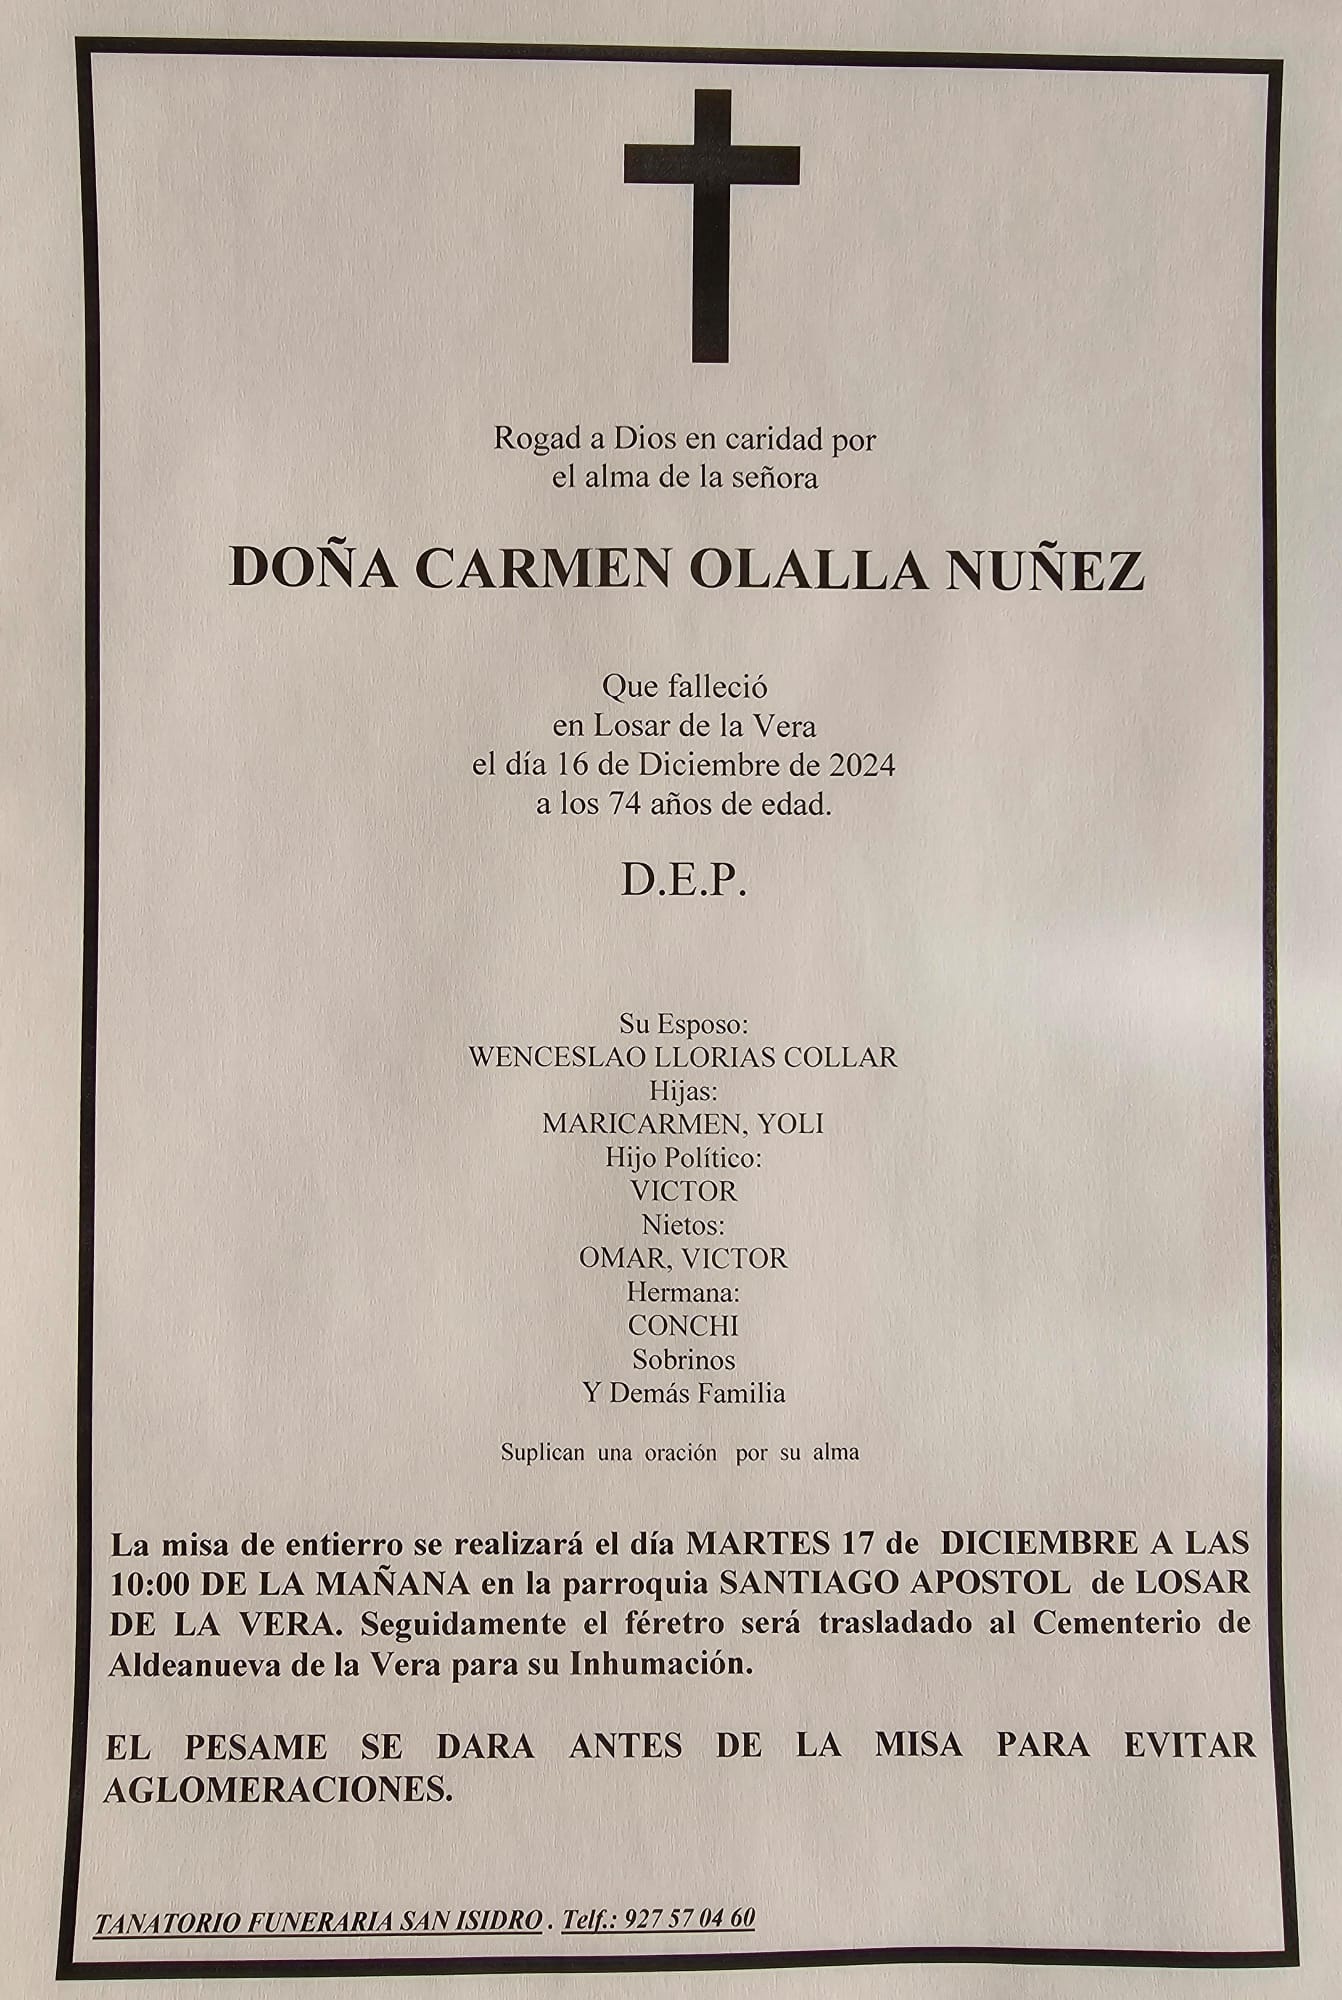 Rogad a Dios en caridad por
el alma de la señora
DOÑA CARMEN OLALLA NUÑEZ
Que falleció
en Losar de la Vera
el día 16 de Diciembre de 2024
a los 74 años de edad.
D.E.P.
Su Esposo:
WENCESLAO LLORIAS COLLAR
Hijas:
MARICARMEN, YOLI
Hijo Político:
VICTOR
Nietos:
OMAR, VICTOR
Hermana:
CONCHI
Sobrinos
Y Demás Familia
Suplican una oración por su alma
La misa de entierro se realizará el día MARTES 17 de DICIEMBRE A LAS
10:00 DE LA MAÑANA en la parroquia SANTIAGO APOSTOL de LOSAR
DE LA VERA. Seguidamente el féretro será trasladado al Cementerio de
Aldeanueva de la Vera para su Inhumación.
EL PESAME SE DARA ANTES DE LA MISA PARA EVITAR
AGLOMERACIONES.
TANATORIO FUNERARIA SAN ISIDRO . Telf.: 927 57 04 60